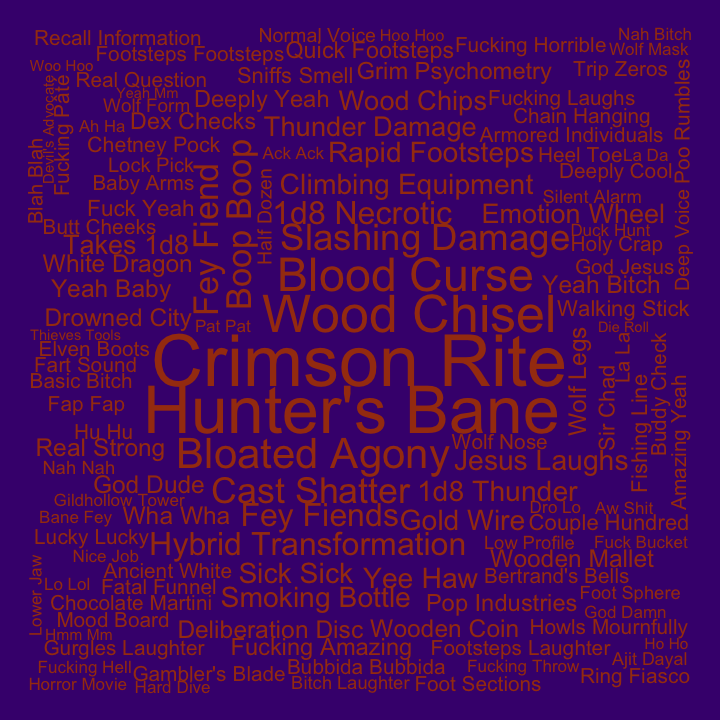 Recall Information
Normal Voice
Hoo Hoo
Nah Bitch
Footsteps Footsteps
Quick Footsteps
Fucking Horrible
Wolf Mask
Woo Hoo
Real Question
Sniffs Smell
Grim Psychometry
Trip Zeros
Devil's Advocate
Fucking Pate
Yeah Mm
Wolf Form
Deeply Yeah
Wood Chips
Fucking Laughs
Poo Rumbles
Ah Ha
Dex Checks
Thunder Damage
Chain Hanging
Armored Individuals
Blah Blah
Chetney Pock
Boop Boop
Ack Ack
Rapid Footsteps
Heel Toe
La Da
Lock Pick
Fey Fiend
Half Dozen
Baby Arms
Climbing Equipment
Deeply Cool
Silent Alarm
Deep Voice
Fuck Yeah
1d8 Necrotic
Emotion Wheel
Butt Cheeks
Takes 1d8
Slashing Damage
Duck Hunt
Holy Crap
White Dragon
Blood Curse
God Jesus
Yeah Baby
Yeah Bitch
Drowned City
Pat Pat
Wood Chisel
Walking Stick
Thieves Tools
Die Roll
Elven Boots
Crimson Rite
Wolf Legs
La La
Buddy Check
Fart Sound
Basic Bitch
Sir Chad
Fishing Line
Amazing Yeah
Fap Fap
Hunter's Bane
Hu Hu
Real Strong
Bloated Agony
Wolf Nose
Jesus Laughs
Nah Nah
God Dude
Cast Shatter
1d8 Thunder
Gildhollow Tower
Bane Fey
Wha Wha
Fey Fiends
Gold Wire
Dro Lo
Aw Shit
Couple Hundred
Lucky Lucky
Hybrid Transformation
Low Profile
Fuck Bucket
Nice Job
Wooden Mallet
Lower Jaw
Ancient White
Sick Sick
Yee Haw
Bertrand's Bells
Lo Lol
Fatal Funnel
Smoking Bottle
Pop Industries
Foot Sphere
Chocolate Martini
God Damn
Mood Board
Deliberation Disc
Wooden Coin
Howls Mournfully
Hmm Mm
Gurgles Laughter
Fucking Amazing
Footsteps Laughter
Ho Ho
Ajit Dayal
Fucking Hell
Gambler's Blade
Bubbida Bubbida
Fucking Throw
Ring Fiasco
Horror Movie
Hard Dive
Bitch Laughter
Foot Sections